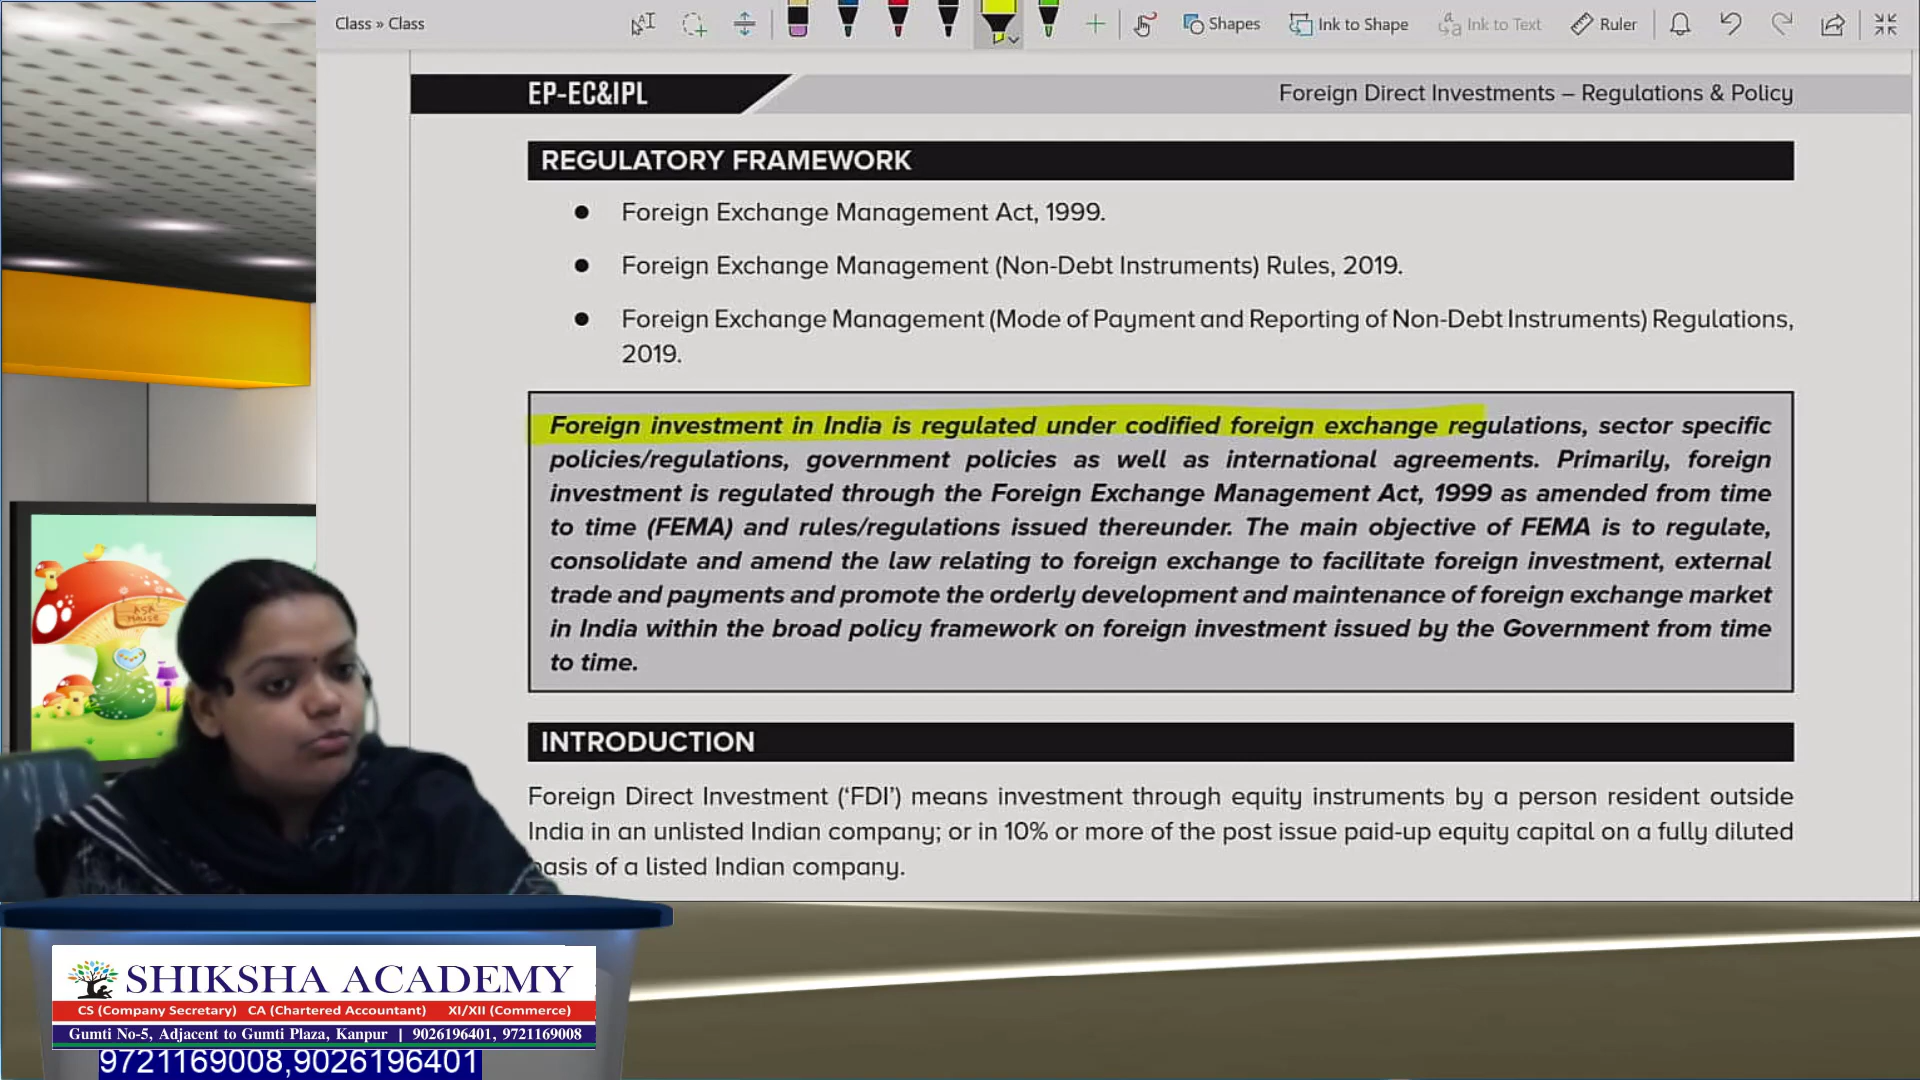 Class » Class
Shapes
Ink to Shape
Ink to Text
Ruler
EP-EC&IPL
Foreign Direct Investments – Regulations & Policy
REGULATORY FRAMEWORK
● Foreign Exchange Management Act, 1999.
● Foreign Exchange Management (Non-Debt Instruments) Rules, 2019.
● Foreign Exchange Management (Mode of Payment and Reporting of Non-Debt Instruments) Regulations,
2019.
Foreign investment in India is regulated under codified foreign exchange regulations, sector specific
policies/regulations, government policies as well as international agreements. Primarily, foreign
investment is regulated through the Foreign Exchange Management Act, 1999 as amended from time
to time (FEMA) and rules/regulations issued thereunder. The main objective of FEMA is to regulate,
consolidate and amend the law relating to foreign exchange to facilitate foreign investment, external
trade and payments and promote the orderly development and maintenance of foreign exchange market
in India within the broad policy framework on foreign investment issued by the Government from time
to time.
INTRODUCTION
Foreign Direct Investment (‘FDI’) means investment through equity instruments by a person resident outside
India in an unlisted Indian company; or in 10% or more of the post issue paid-up equity capital on a fully diluted
basis of a listed Indian company.
SHIKSHA ACADEMY
CS (Company Secretary) CA (Chartered Accountant) XI/XII (Commerce)
Gumti No-5, Adjacent to Gumti Plaza, Kanpur | 9026196401, 9721169008
9721169008,9026196401